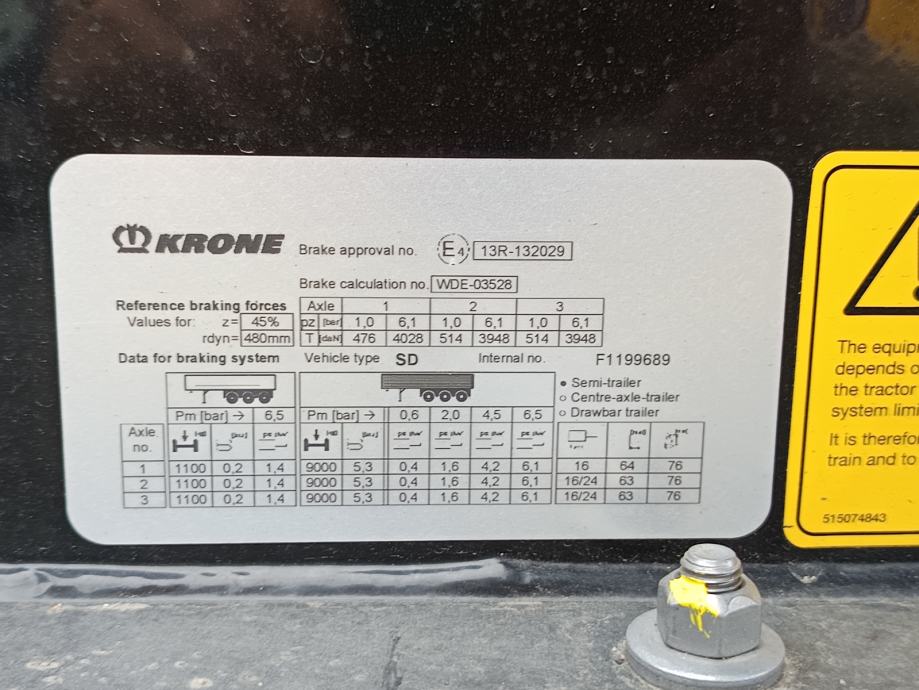 KRONE Brake approval no. E4 13R-132029
Brake calculation no. WDE-03528
Reference braking forces Axle 1 2 3
Values for: z= 45% pz [bar] 1,0 6,1 1,0 6,1 1,0 6,1
rdyn= 480mm T [daN] 476 4028 514 3948 514 3948
Data for braking system Vehicle type SD Internal no. F1199689
Semi-trailer
Centre-axle-trailer
Drawbar trailer
Pm [bar] → 6,5 Pm [bar] → 0,6 2,0 4,5 6,5
Axle
no.
1 1100 0,2 1,4 9000 5,3 0,4 1,6 4,2 6,1 16 64 76
2 1100 0,2 1,4 9000 5,3 0,4 1,6 4,2 6,1 16/24 63 76
3 1100 0,2 1,4 9000 5,3 0,4 1,6 4,2 6,1 16/24 63 76
The equip
depends o
the tractor
system limi
It is therefo
train and to
515074843